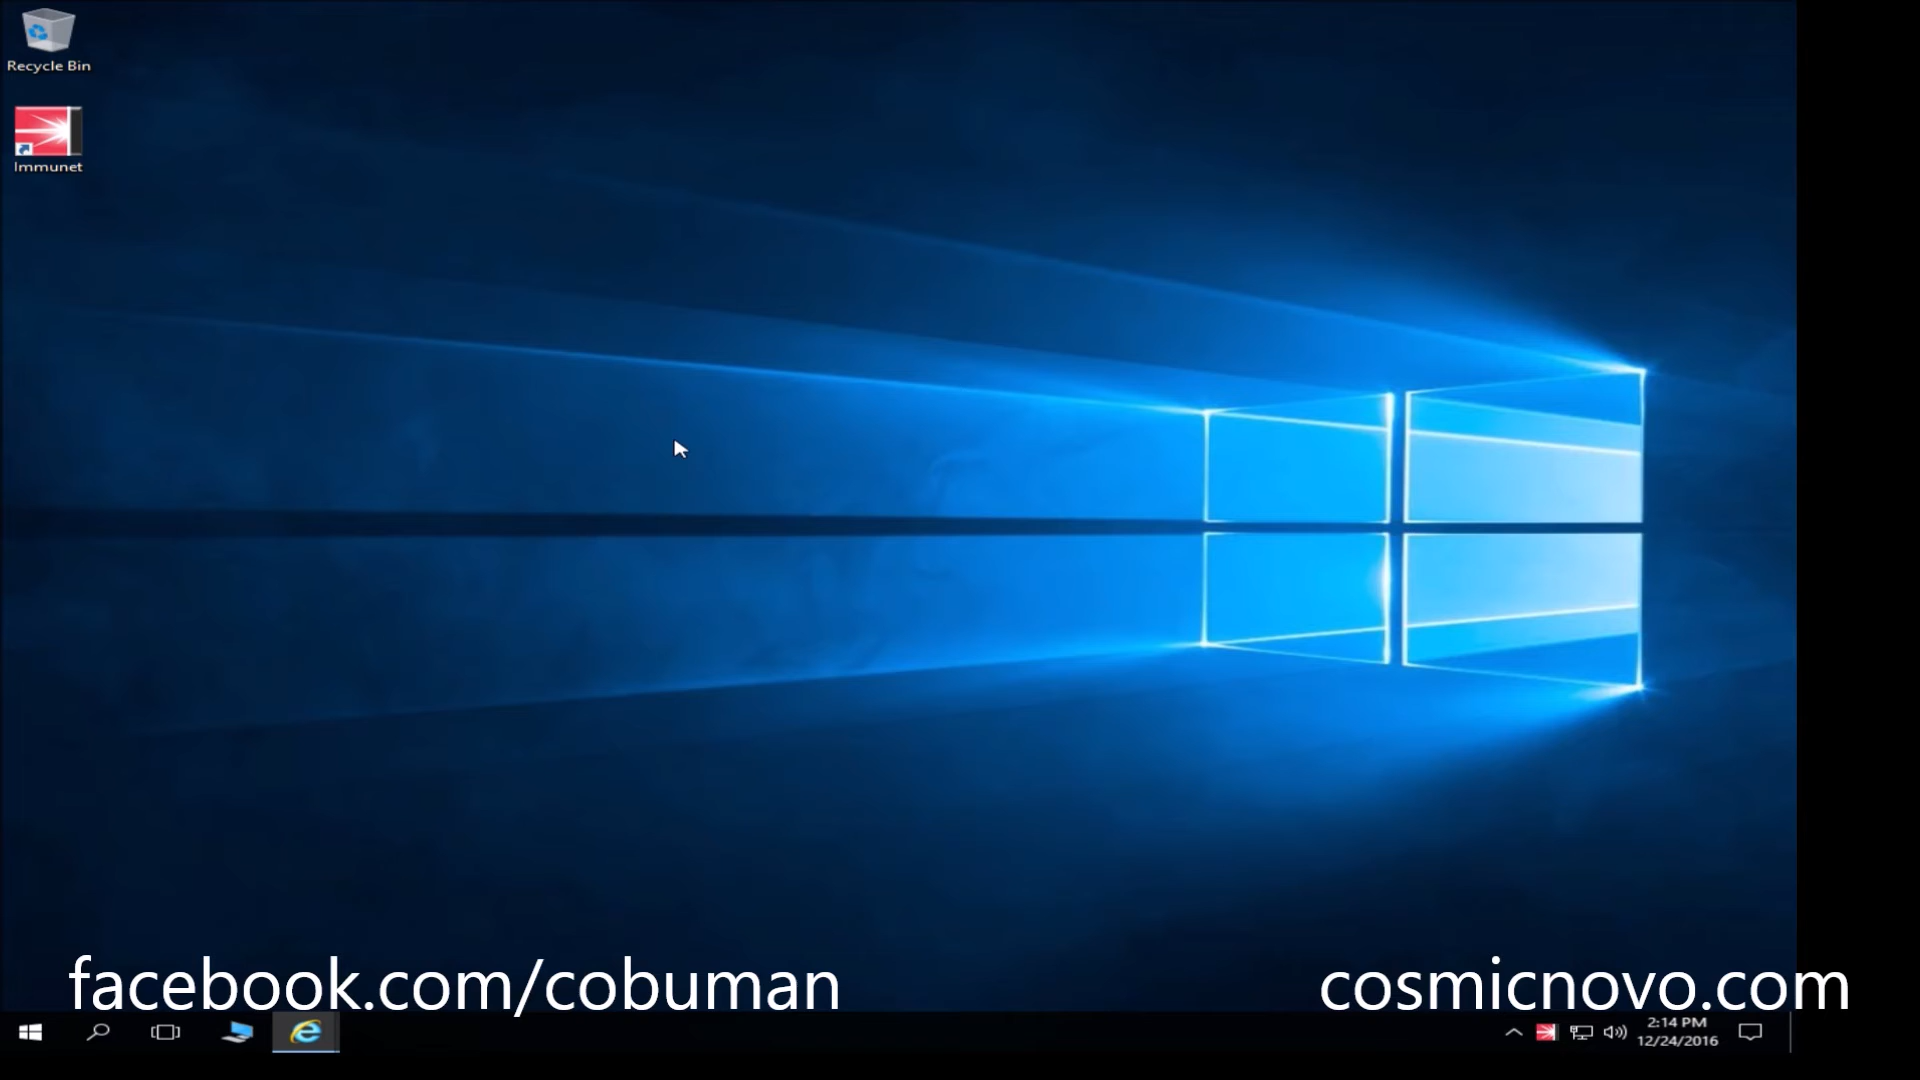 Recycle Bin
Immunet
facebook.com/cobuman
cosmicnovo.com
2:14 PM
12/24/2016